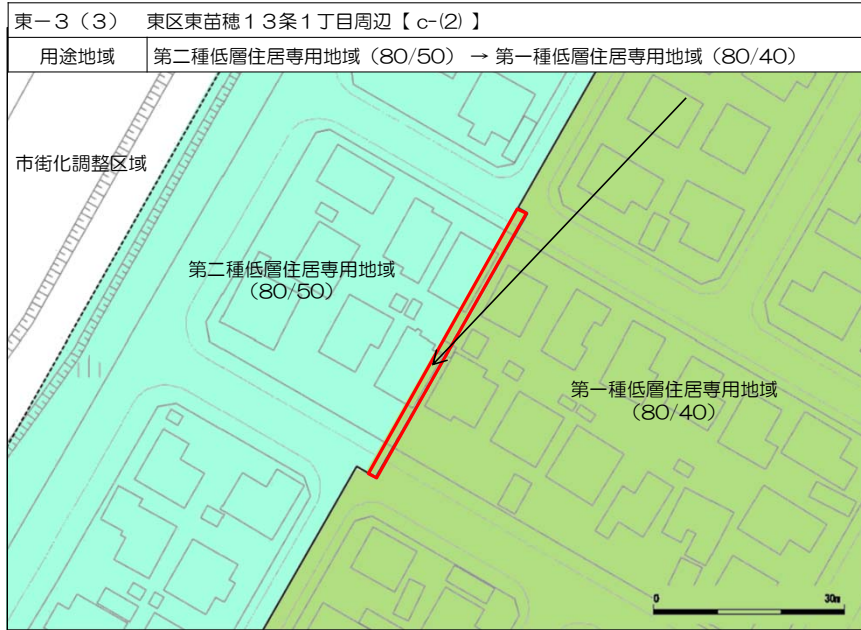 東－3（3）　東区東苗穂１３条１丁目周辺【 c-(2) 】
用途地域　第二種低層住居専用地域（80/50） → 第一種低層住居専用地域（80/40）
市街化調整区域
第二種低層住居専用地域
（80/50）
第一種低層住居専用地域
（80/40）
0　30m